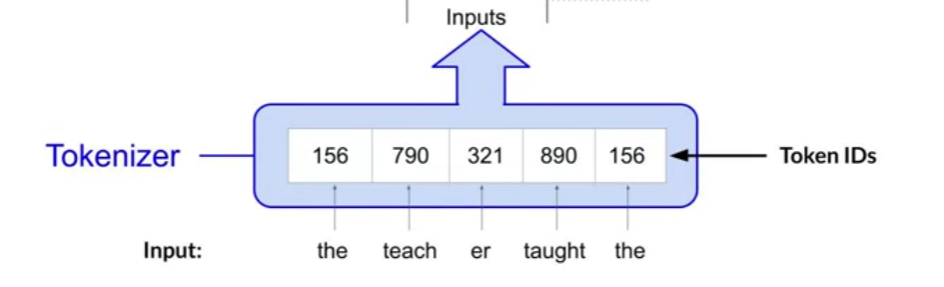 Inputs
Tokenizer 156 790 321 890 156 Token IDs
Input: the teach er taught the